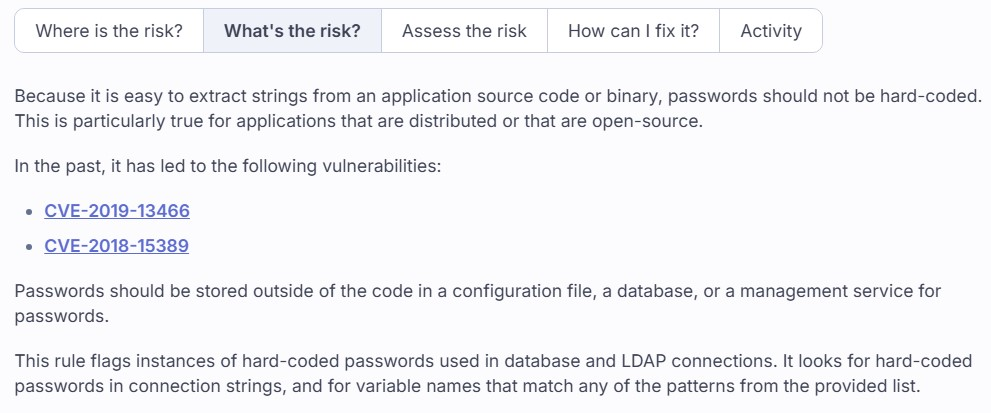 Where is the risk? What's the risk? Assess the risk How can I fix it? Activity
Because it is easy to extract strings from an application source code or binary, passwords should not be hard-coded.
This is particularly true for applications that are distributed or that are open-source.
In the past, it has led to the following vulnerabilities:
• CVE-2019-13466
• CVE-2018-15389
Passwords should be stored outside of the code in a configuration file, a database, or a management service for
passwords.
This rule flags instances of hard-coded passwords used in database and LDAP connections. It looks for hard-coded
passwords in connection strings, and for variable names that match any of the patterns from the provided list.